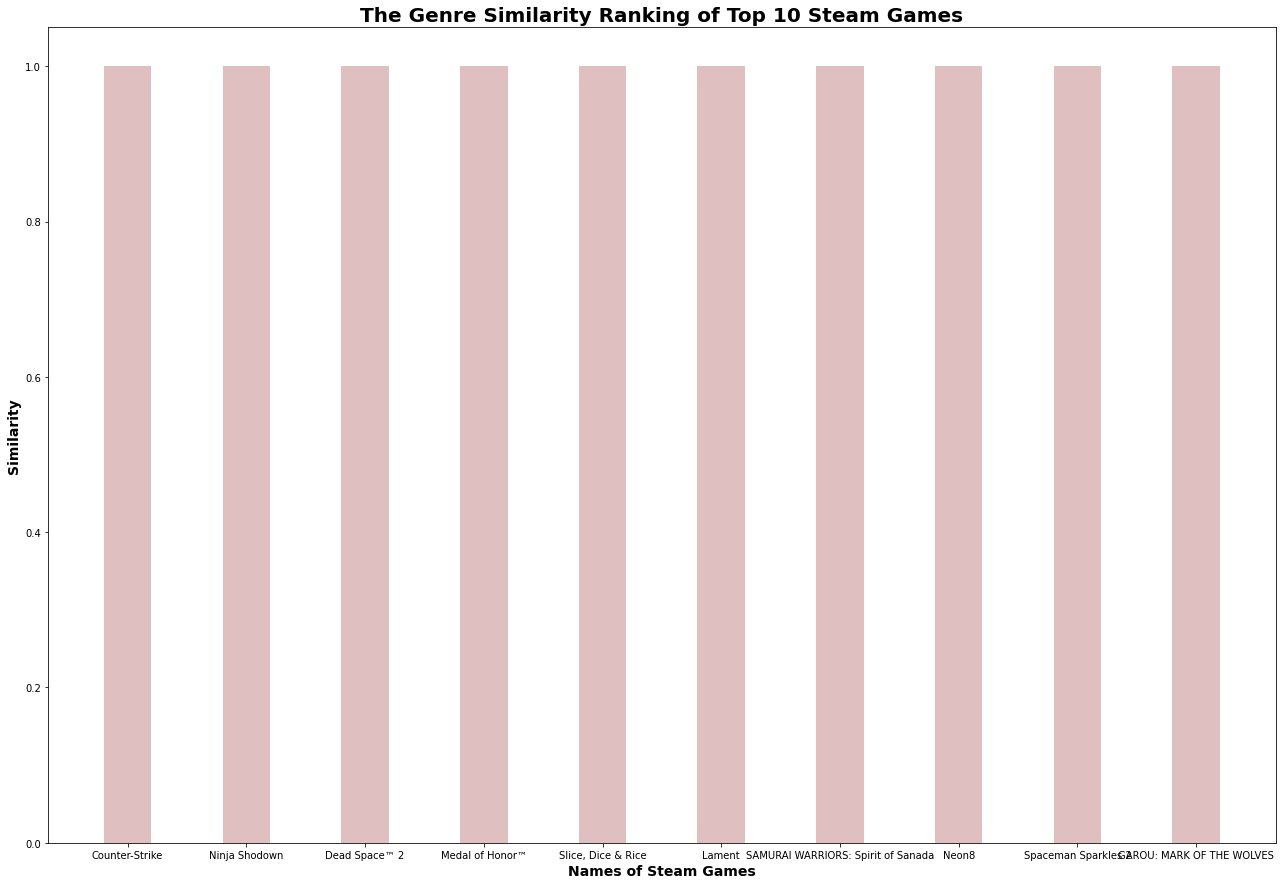 The Genre Similarity Ranking of Top 10 Steam Games
1.0
0.8
0.6
0.4
0.2
0.0
Similarity
Counter-Strike Ninja Shodown Dead Space™ 2 Medal of Honor™ Slice, Dice & Rice Lament SAMURAI WARRIORS: Spirit of Sanada Neon8 Spaceman Sparkles GAROU: MARK OF THE WOLVES
Names of Steam Games